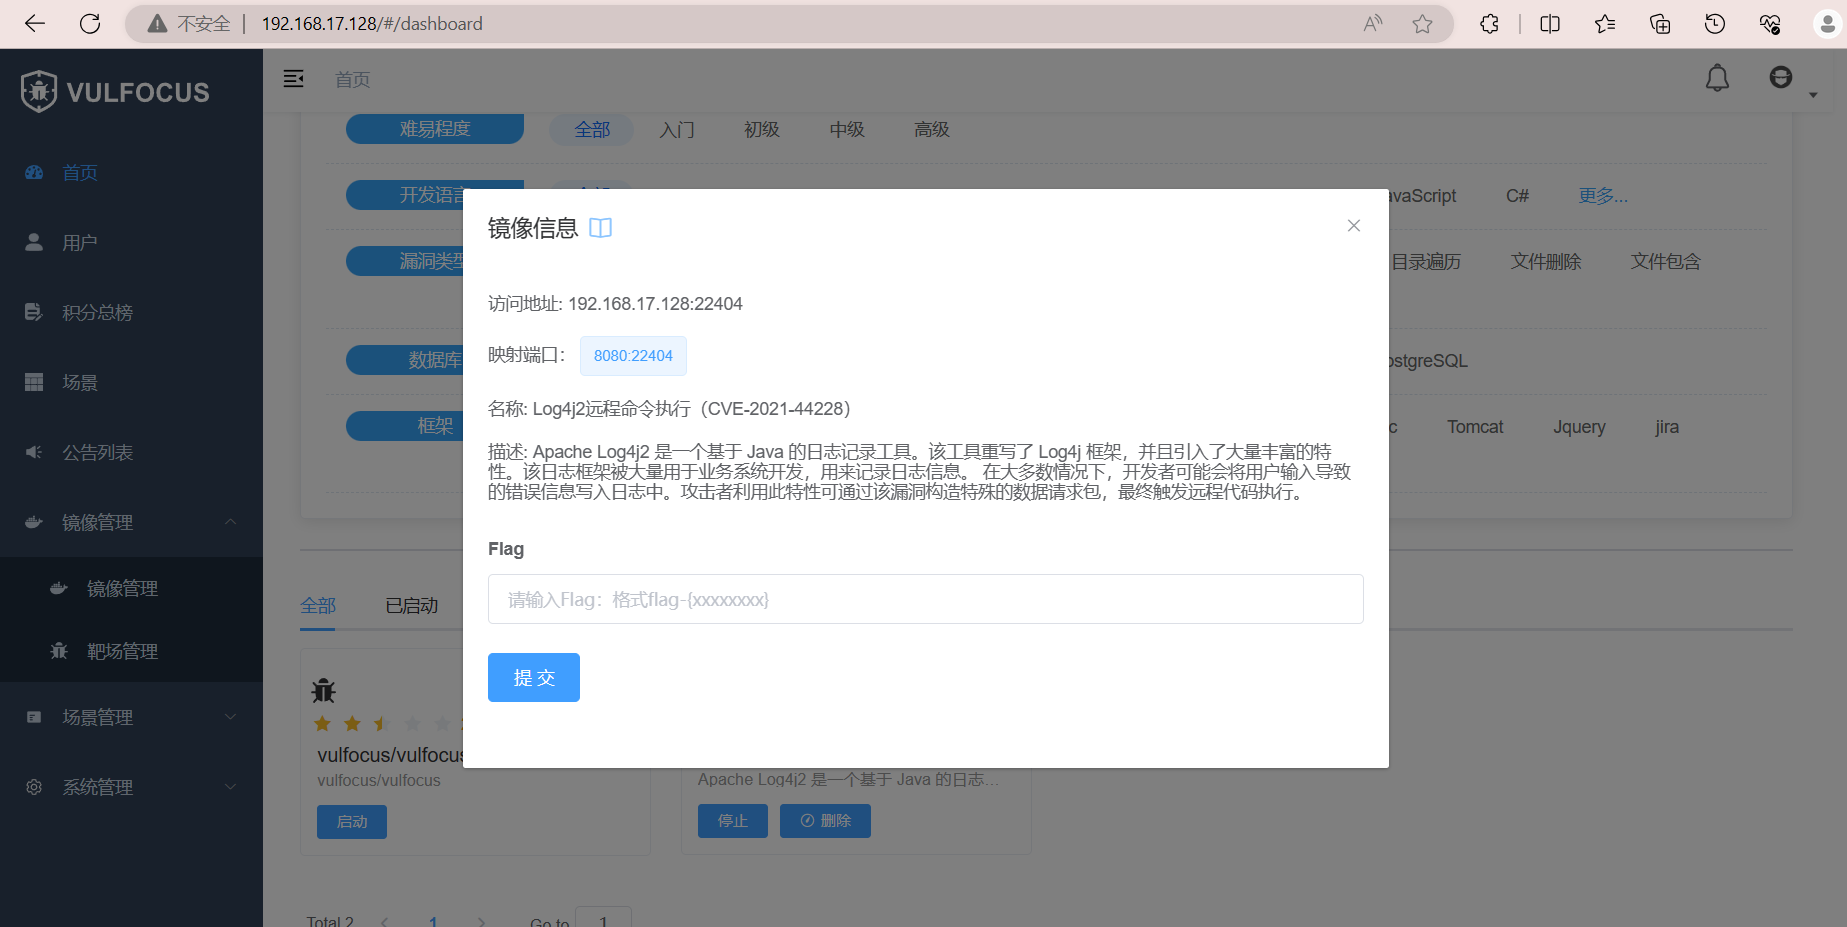 不安全 192.168.17.128/#/dashboard
VULFOCUS
首页
首页
用户
积分总榜
场景
公告列表
镜像管理
镜像管理
靶场管理
场景管理
系统管理
难易程度 全部 入门 初级 中级 高级
开发语言 avaScript C# 更多...
漏洞类型 目录遍历 文件删除 文件包含
数据库 ostgreSQL
框架 c Tomcat Jquery jira
镜像信息
访问地址: 192.168.17.128:22404
映射端口： 8080:22404
名称: Log4j2远程命令执行（CVE-2021-44228）
描述: Apache Log4j2 是一个基于 Java 的日志记录工具。该工具重写了 Log4j 框架，并且引入了大量丰富的特
性。该日志框架被大量用于业务系统开发，用来记录日志信息。 在大多数情况下，开发者可能会将用户输入导致
的错误信息写入日志中。攻击者利用此特性可通过该漏洞构造特殊的数据请求包，最终触发远程代码执行。
Flag
请输入Flag：格式flag-{xxxxxxxx}
提 交
全部 已启动
vulfocus/vulfocus
vulfocus/vulfocus
启动
Apache Log4j2 是一个基于 Java 的日志...
停止 删除
Total 2 1 Go to 1